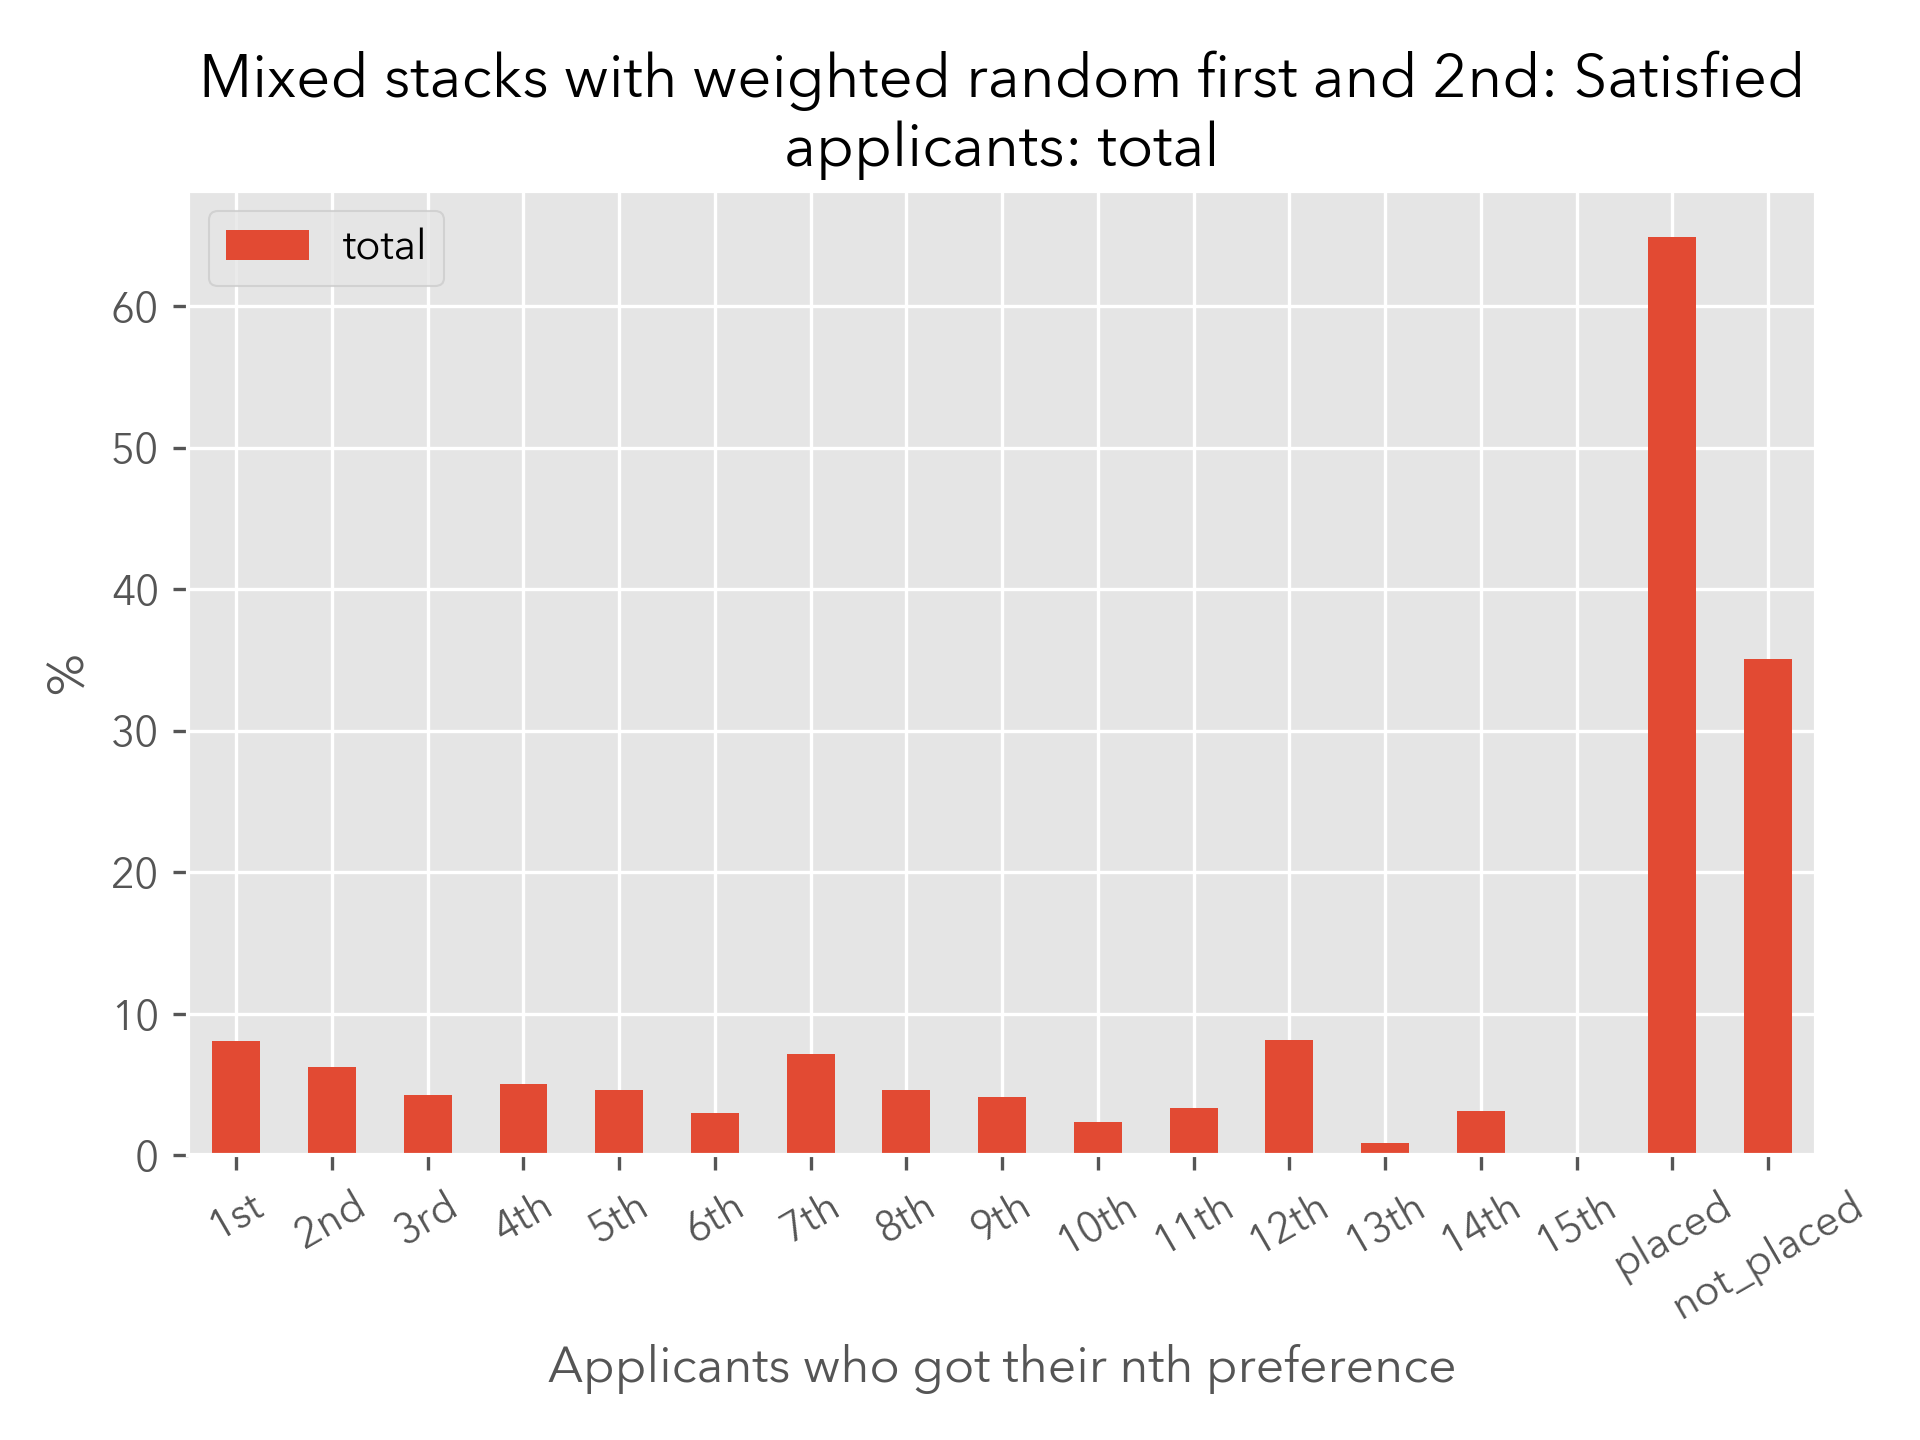 Mixed stacks with weighted random first and 2nd: Satisfied
applicants: total
total
60
50
40
30
20
10
0
%
1st
2nd
3rd
4th
5th
6th
7th
8th
9th
10th
11th
12th
13th
14th
15th
placed
not_placed
Applicants who got their nth preference